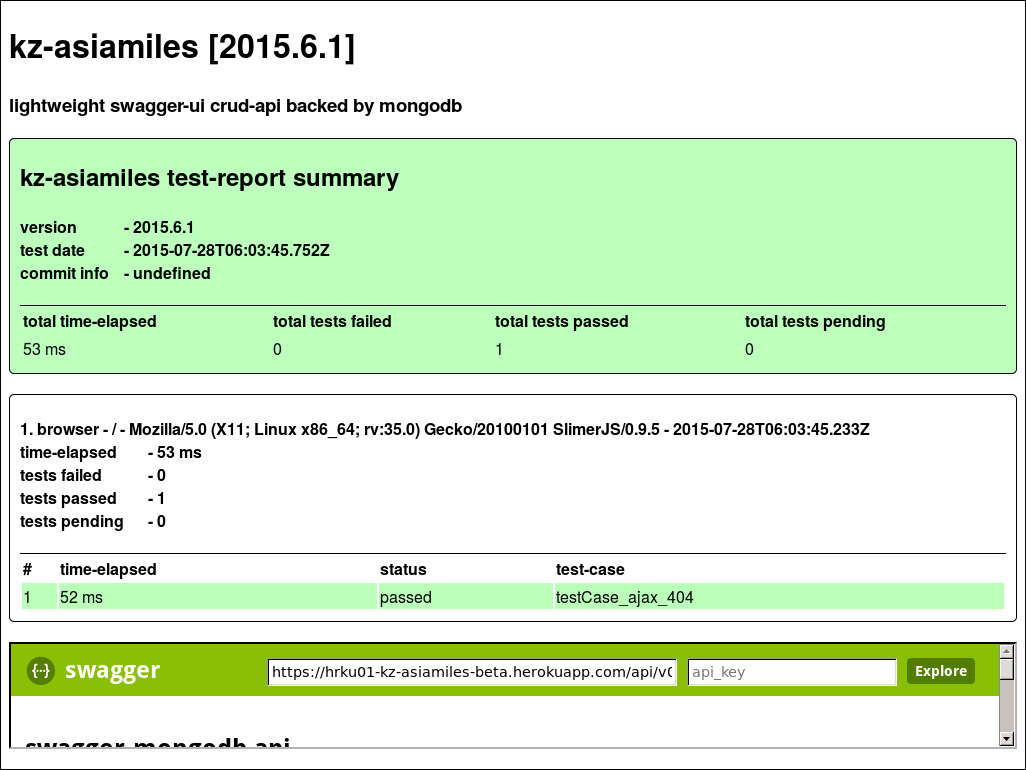 kz-asiamiles [2015.6.1]
lightweight swagger-ui crud-api backed by mongodb
kz-asiamiles test-report summary
version - 2015.6.1
test date - 2015-07-28T06:03:45.752Z
commit info - undefined
total time-elapsed total tests failed total tests passed total tests pending
53 ms 0 1 0
1. browser - / - Mozilla/5.0 (X11; Linux x86_64; rv:35.0) Gecko/20100101 SlimerJS/0.9.5 - 2015-07-28T06:03:45.233Z
time-elapsed - 53 ms
tests failed - 0
tests passed - 1
tests pending - 0
# time-elapsed status test-case
1 52 ms passed testCase_ajax_404
{··} swagger https://hrku01-kz-asiamiles-beta.herokuapp.com/api/v0 api_key Explore
swagger-mongodb api